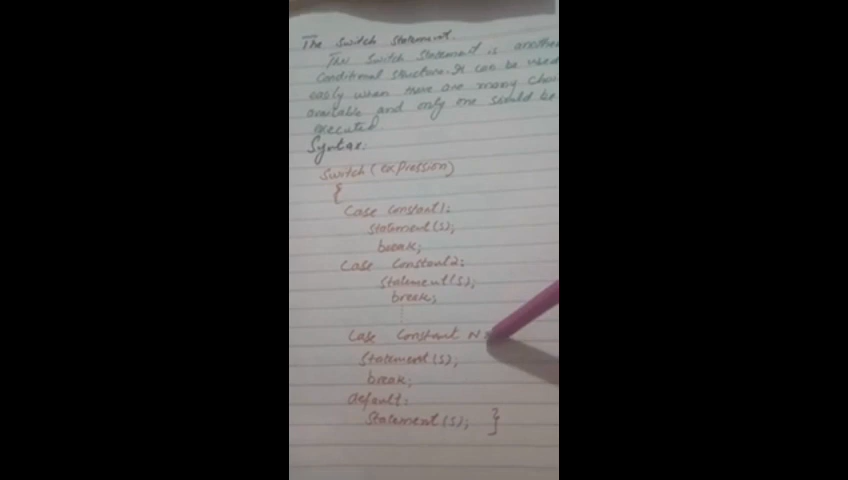 The Switch Statement.
The Switch Statement is another
Conditional structure. It can be used
easily when there are many choi
available and only one should be
executed.
Syntax:
Switch (expression)
{
Case Constant1:
Statement(s);
break;
Case Constant2:
Statement(s);
break;
Case Constant N:
Statement(s);
break;
default:
Statement(s); }